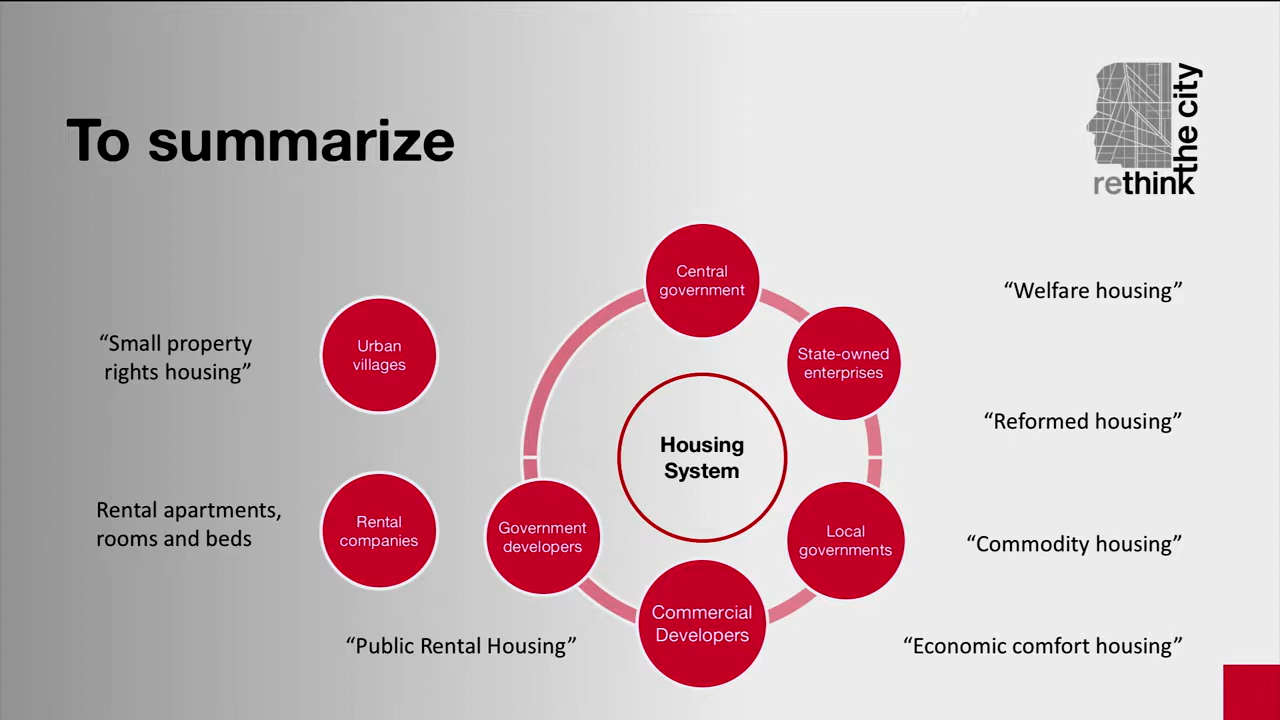 To summarize
the city
rethink
Central
government
“Welfare housing”
State-owned
enterprises
“Small property
rights housing”
Urban
villages
“Reformed housing”
Housing
System
Rental apartments,
rooms and beds
Rental
companies
Government
developers
Local
governments
“Commodity housing”
Commercial
Developers
“Public Rental Housing”
“Economic comfort housing”